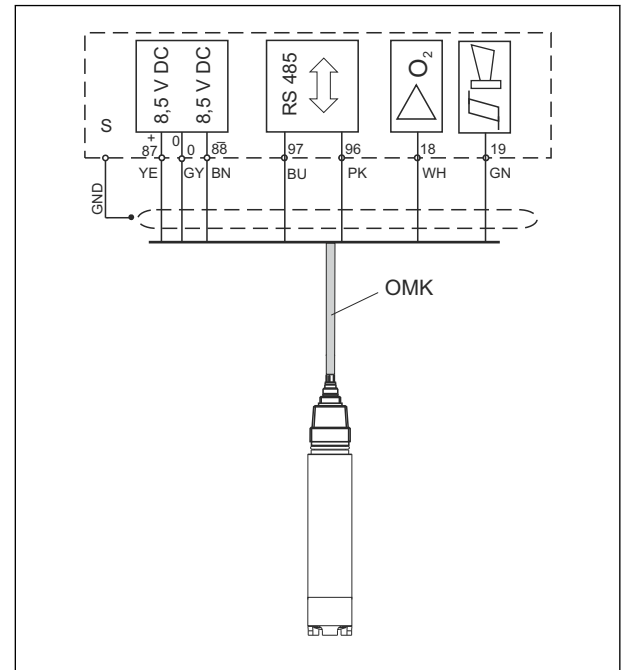 8,5 V DC
8,5 V DC
RS 485
O2
S
+
0
–
87
0
88
97
96
18
19
YE
GY
BN
BU
PK
WH
GN
GND
OMK